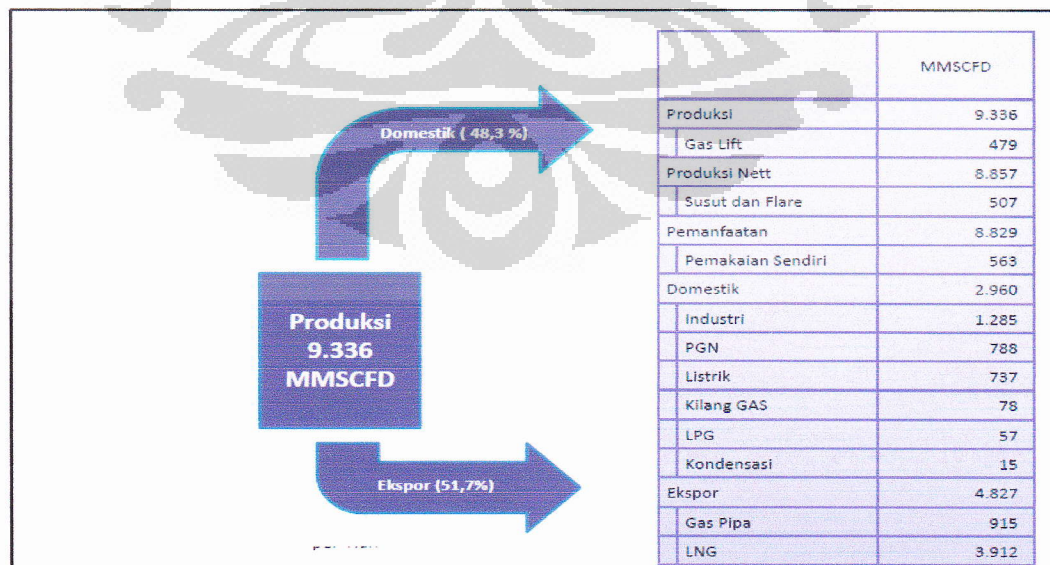 MMSCFD
Produksi 9.336
Gas Lift 479
Produksi Nett 8.857
Susut dan Flare 507
Pemanfaatan 8.829
Pemakaian Sendiri 563
Domestik 2.960
Industri 1.285
PGN 788
Listrik 737
Kilang GAS 78
LPG 57
Kondensasi 15
Ekspor 4.827
Gas Pipa 915
LNG 3.912
Domestik ( 48,3 %)
Produksi
9.336
MMSCFD
Ekspor (51,7%)